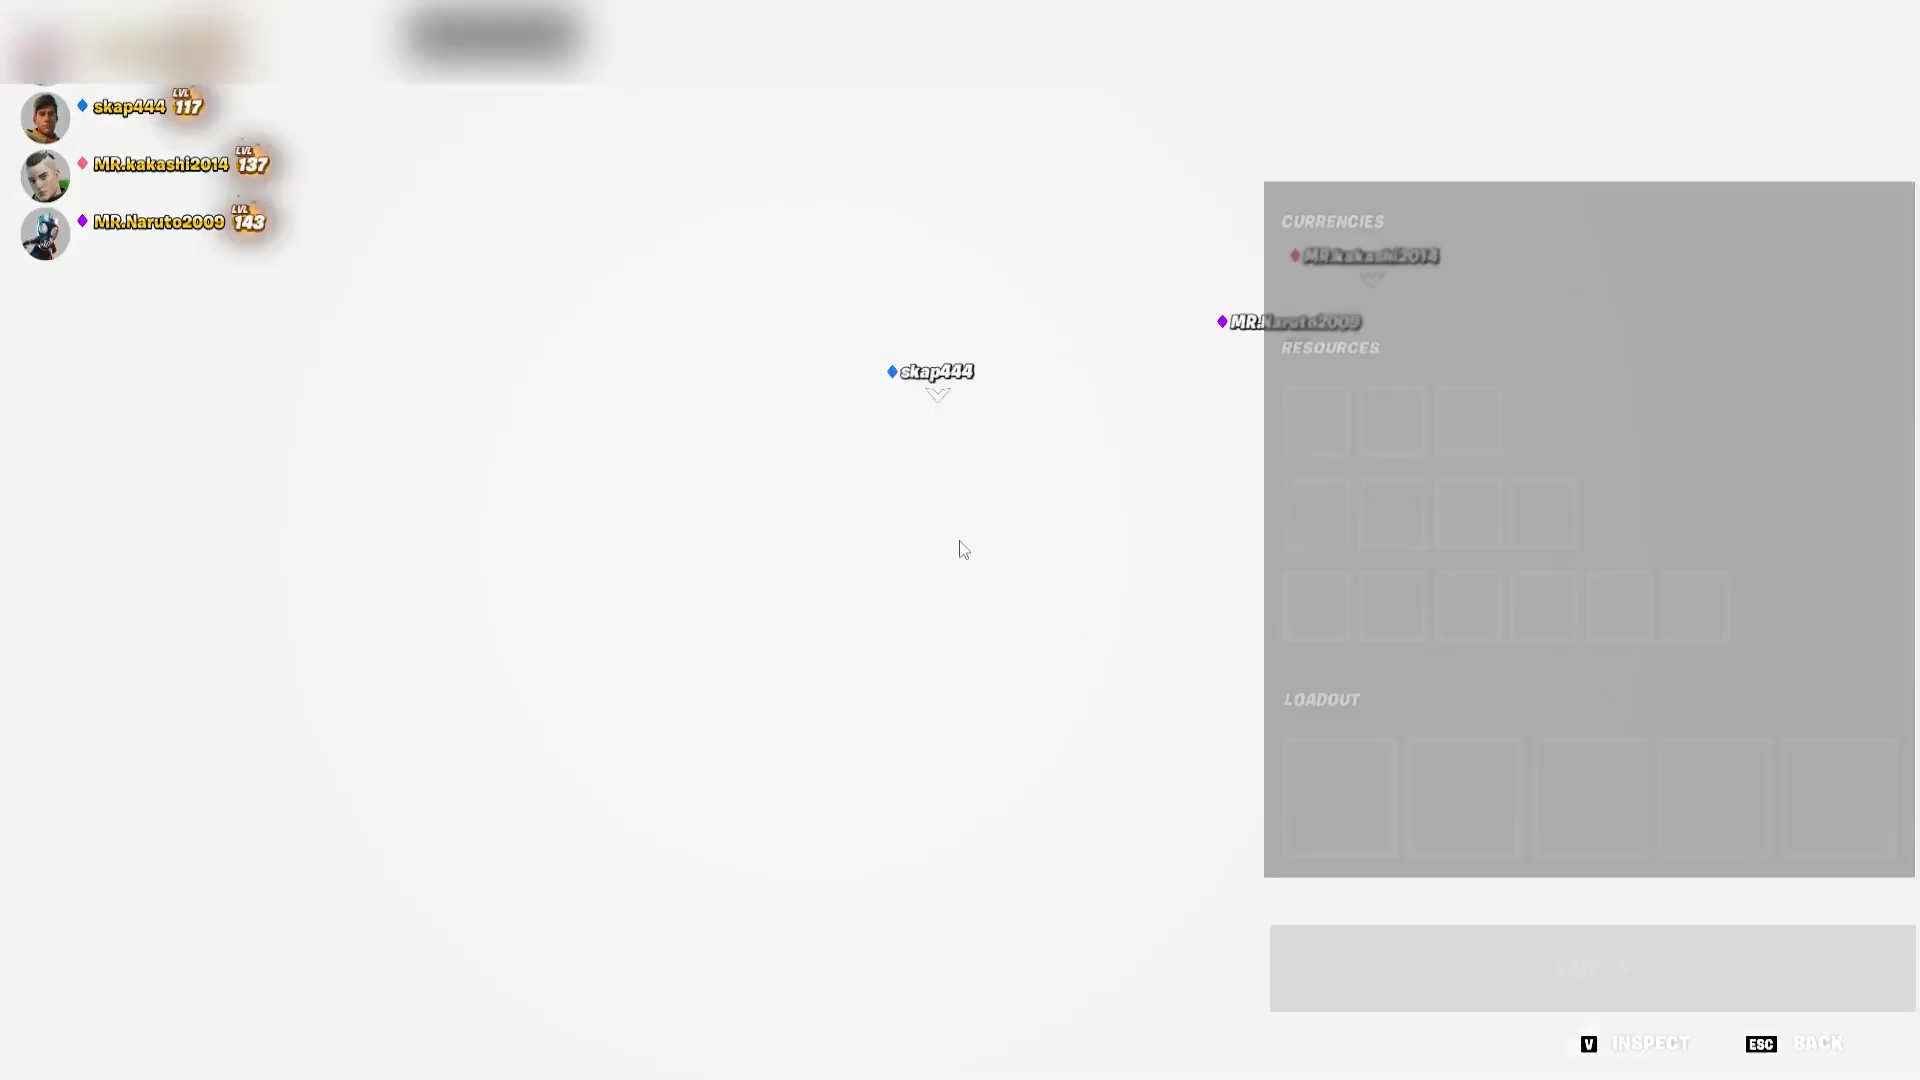 skap444 LVL 117
MR.kakashi2014 LVL 137
MR.Naruto2009 LVL 143
CURRENCIES
MR.kakashi2014
MR.Naruto2009
RESOURCES
skap444
LOADOUT
V INSPECT ESC BACK